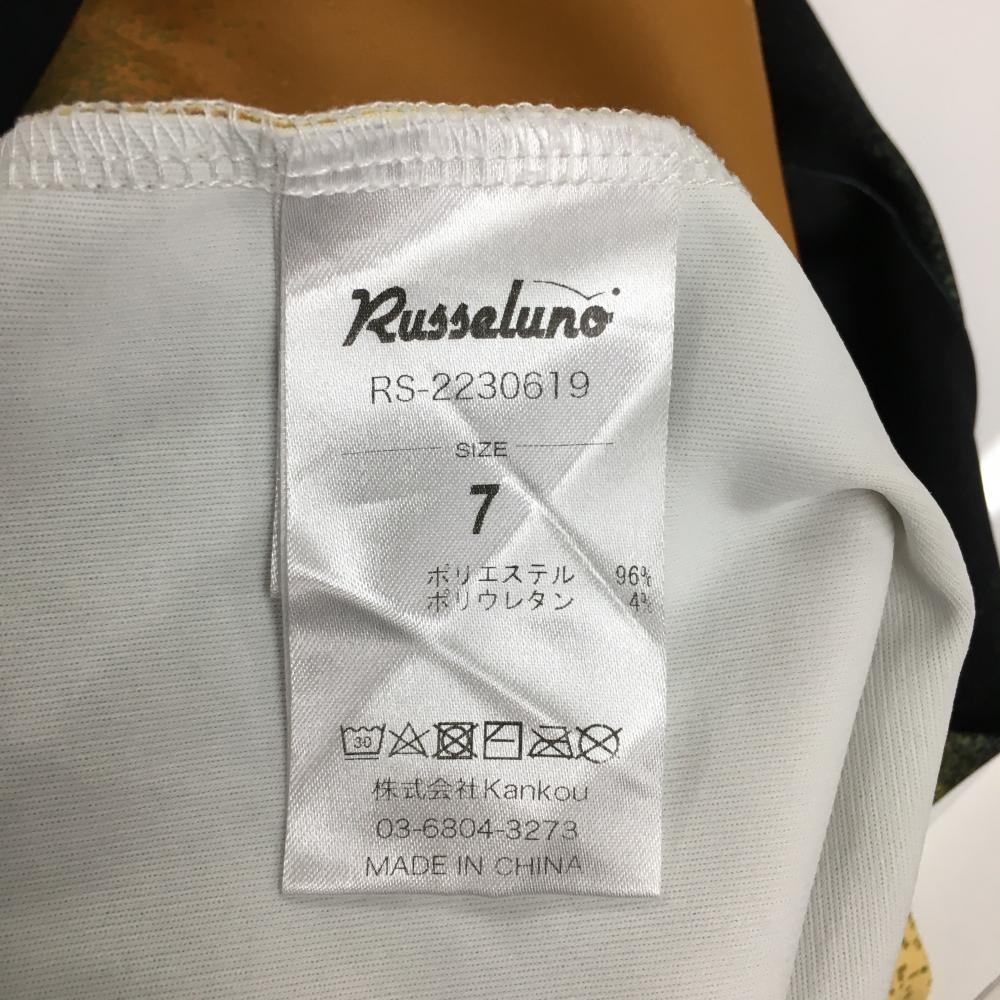 Russeluno
RS-2230619
SIZE
7
ポリエステル 96%
ポリウレタン 4%
30
株式会社Kankou
03-6804-3273
MADE IN CHINA